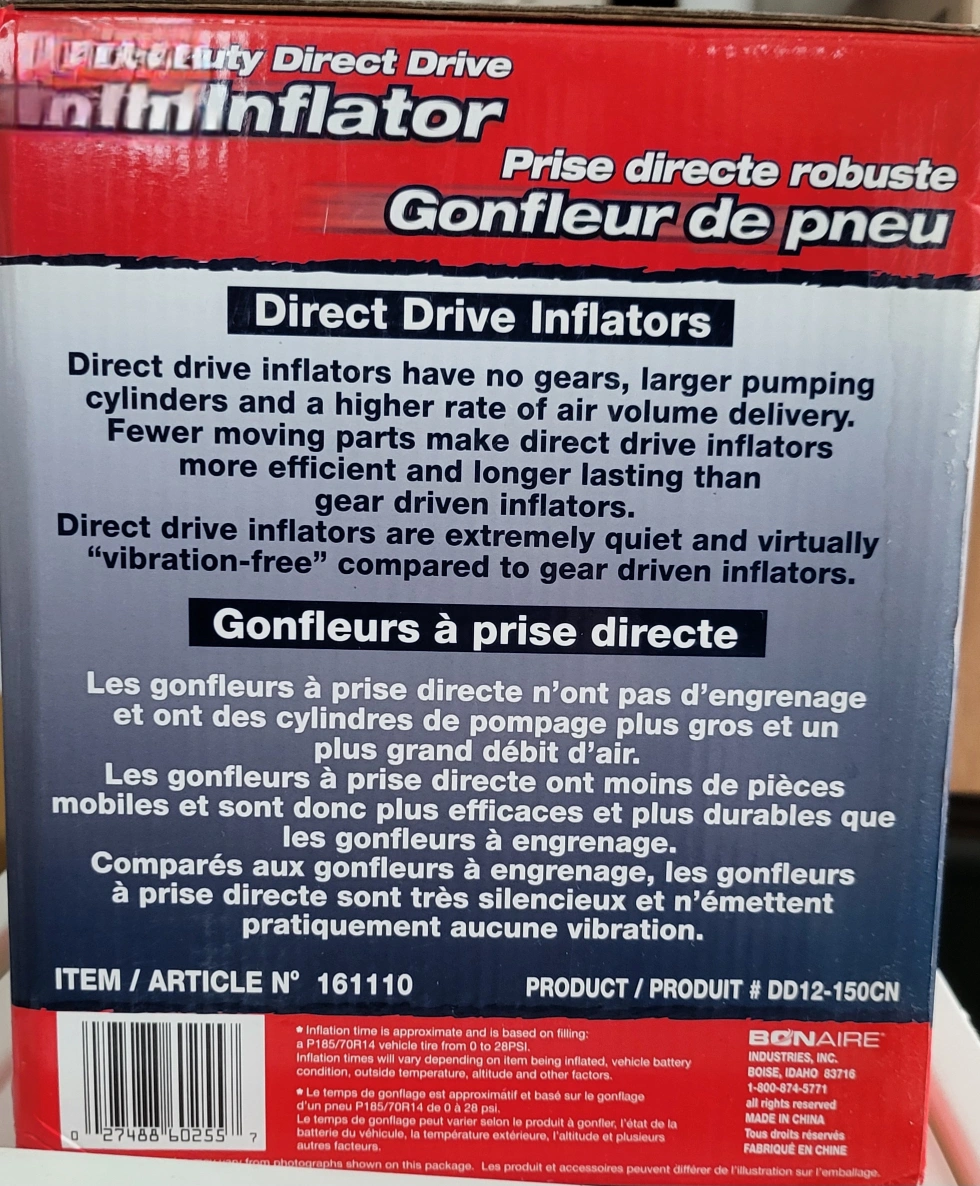 Duty Direct Drive
Inflator
Prise directe robuste
Gonfleur de pneu
Direct Drive Inflators
Direct drive inflators have no gears, larger pumping
cylinders and a higher rate of air volume delivery.
Fewer moving parts make direct drive inflators
more efficient and longer lasting than
gear driven inflators.
Direct drive inflators are extremely quiet and virtually
“vibration-free” compared to gear driven inflators.
Gonfleurs à prise directe
Les gonfleurs à prise directe n’ont pas d’engrenage
et ont des cylindres de pompage plus gros et un
plus grand débit d’air.
Les gonfleurs à prise directe ont moins de pièces
mobiles et sont donc plus efficaces et plus durables que
les gonfleurs à engrenage.
Comparés aux gonfleurs à engrenage, les gonfleurs
à prise directe sont très silencieux et n’émettent
pratiquement aucune vibration.
ITEM / ARTICLE Nº 161110
PRODUCT / PRODUIT # DD12-150CN
* Inflation time is approximate and is based on filling:
a P185/70R14 vehicle tire from 0 to 28PSI.
Inflation times will vary depending on item being inflated, vehicle battery
condition, outside temperature, altitude and other factors.
* Le temps de gonflage est approximatif et basé sur le gonflage
d’un pneu P185/70R14 de 0 à 28 psi.
Le temps de gonflage peut varier selon le produit à gonfler, l’état de la
batterie du véhicule, la température extérieure, l’altitude et plusieurs
autres facteurs.
BONAIRE
INDUSTRIES, INC.
BOISE, IDAHO 83716
1-800-874-5771
all rights reserved
MADE IN CHINA
Tous droits réservés
FABRIQUÉ EN CHINE
0 27488 60255 7
vary from photographs shown on this package. Les produit et accessoires peuvent différer de l’illustration sur l’emballage.